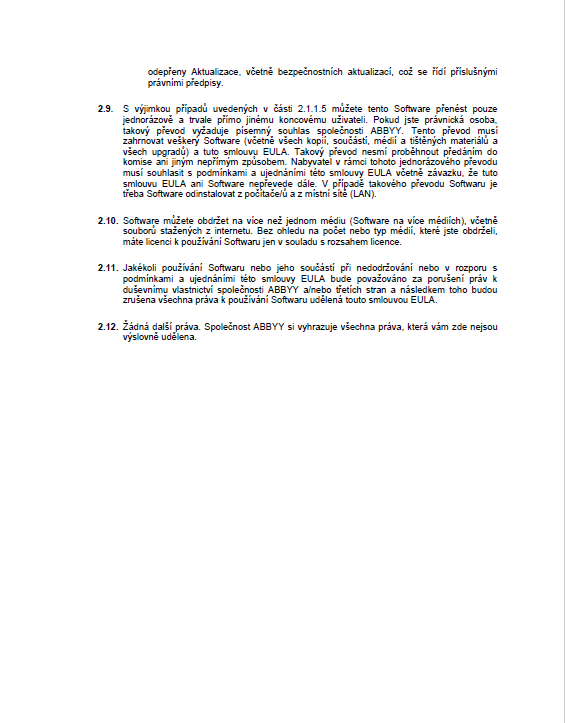 odepřeny Aktualizace, včetně bezpečnostních aktualizací, což se řídí příslušnými
právními předpisy.
2.9. S výjimkou případů uvedených v části 2.1.1.5 můžete tento Software přenést pouze
jednorázově a trvale přímo jinému koncovému uživateli. Pokud jste právnická osoba,
takový převod vyžaduje písemný souhlas společnosti ABBYY. Tento převod musí
zahrnovat veškerý Software (včetně všech kopií, součástí, médií a tištěných materiálů a
všech upgradů) a tuto smlouvu EULA. Takový převod nesmí proběhnout předáním do
komise ani jiným nepřímým způsobem. Nabyvatel v rámci tohoto jednorázového převodu
musí souhlasit s podmínkami a ujednáními této smlouvy EULA včetně závazku, že tuto
smlouvu EULA ani Software nepřevede dále. V případě takového převodu Softwaru je
třeba Software odinstalovat z počítače/ů a z místní sítě (LAN).
2.10. Software můžete obdržet na více než jednom médiu (Software na více médiích), včetně
souborů stažených z internetu. Bez ohledu na počet nebo typ médií, které jste obdrželi,
máte licenci k používání Softwaru jen v souladu s rozsahem licence.
2.11. Jakékoli používání Softwaru nebo jeho součástí při nedodržování nebo v rozporu s
podmínkami a ujednáními této smlouvy EULA bude považováno za porušení práv k
duševnímu vlastnictví společnosti ABBYY a/nebo třetích stran a následkem toho budou
zrušena všechna práva k používání Softwaru udělená touto smlouvou EULA.
2.12. Žádná další práva. Společnost ABBYY si vyhrazuje všechna práva, která vám zde nejsou
výslovně udělena.